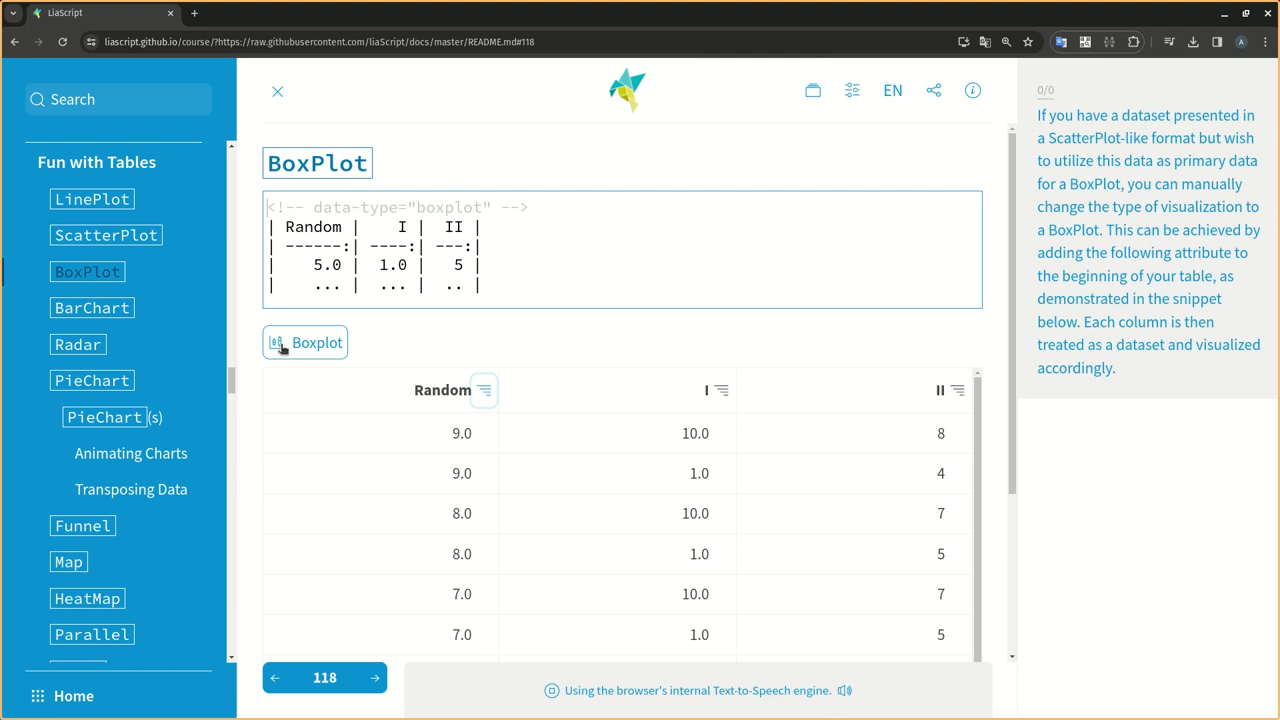 LiaScript
liascript.github.io/course/?https://raw.githubusercontent.com/liaScript/docs/master/README.md#118
A
Search
Fun with Tables
LinePlot
ScatterPlot
BoxPlot
BarChart
Radar
PieChart
PieChart(s)
Animating Charts
Transposing Data
Funnel
Map
HeatMap
Parallel
Home
EN
BoxPlot
<!-- data-type="boxplot" -->
| Random |    I |  II |
| ------:| ----:| ---:|
|    5.0 |  1.0 |   5 |
|    ... |  ... |  .. |
Boxplot
Random I II
9.0 10.0 8
9.0 1.0 4
8.0 10.0 7
8.0 1.0 5
7.0 10.0 7
7.0 1.0 5
118
Using the browser's internal Text-to-Speech engine.
0/0
If you have a dataset presented in
a ScatterPlot-like format but wish
to utilize this data as primary data
for a BoxPlot, you can manually
change the type of visualization to
a BoxPlot. This can be achieved by
adding the following attribute to
the beginning of your table, as
demonstrated in the snippet
below. Each column is then
treated as a dataset and visualized
accordingly.